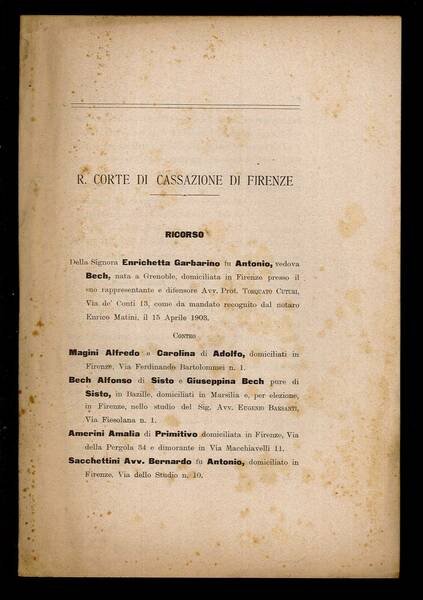 R. CORTE DI CASSAZIONE DI FIRENZE
RICORSO
Della Signora Enrichetta Garbarino fu Antonio, vedova
Bech, nata a Grenoble, domiciliata in Firenze presso il
suo rappresentante e difensore Avv. Prof. TORQUATO CUTURI,
Via de' Conti 13, come da mandato recognito dal notaro
Enrico Matini, il 15 Aprile 1903.
CONTRO
Magini Alfredo e Carolina di Adolfo, domiciliati in
Firenze, Via Ferdinando Bartolommei n. 1.
Bech Alfonso di Sisto e Giuseppina Bech pure di
Sisto, in Bazille, domiciliati in Marsilia e, per elezione,
in Firenze, nello studio del Sig. Avv. EUGENIO BARSANTI,
Via Fiesolana n. 1.
Amerini Amalia di Primitivo domiciliata in Firenze, Via
della Pergola 34 e dimorante in Via Macchiavelli 11.
Sacchettini Avv. Bernardo fu Antonio, domiciliato in
Firenze, Via dello Studio n. 10.